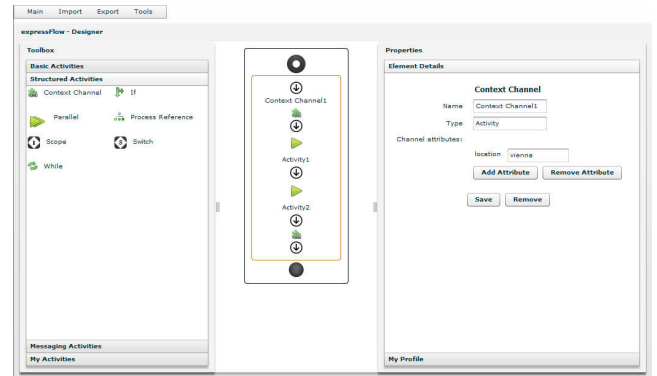 Main Import Export Tools
expressFlow - Designer
Toolbox
Basic Activities
Structured Activities
Context Channel If
Parallel Process Reference
Scope Switch
While
Messaging Activities
My Activities
Context Channel1
Activity1
Activity2
Properties
Element Details
Context Channel
Name Context Channel1
Type Activity
Channel attributes:
location vienna
Add Attribute Remove Attribute
Save Remove
My Profile